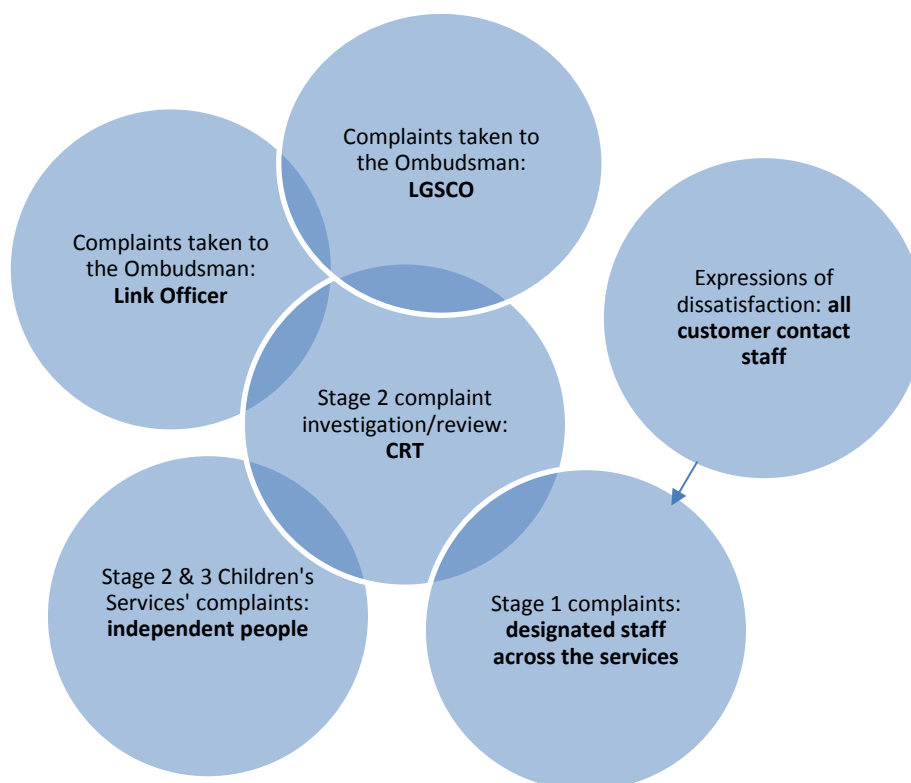 Complaints taken to
the Ombudsman:
LGSCO
Complaints taken to
the Ombudsman:
Link Officer
Expressions of
dissatisfaction: all
customer contact
staff
Stage 2 complaint
investigation/review:
CRT
Stage 2 & 3 Children's
Services' complaints:
independent people
Stage 1 complaints:
designated staff
across the services